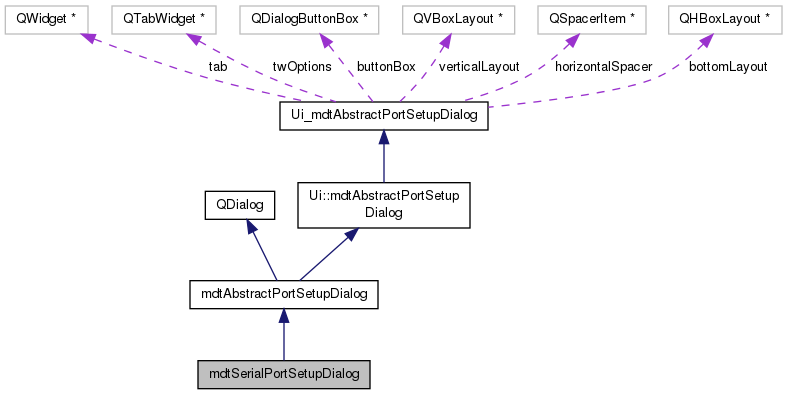 QWidget *
QTabWidget *
QDialogButtonBox *
QVBoxLayout *
QSpacerItem *
QHBoxLayout *
tab
twOptions
buttonBox
verticalLayout
horizontalSpacer
bottomLayout
Ui_mdtAbstractPortSetupDialog
QDialog
Ui::mdtAbstractPortSetup
Dialog
mdtAbstractPortSetupDialog
mdtSerialPortSetupDialog